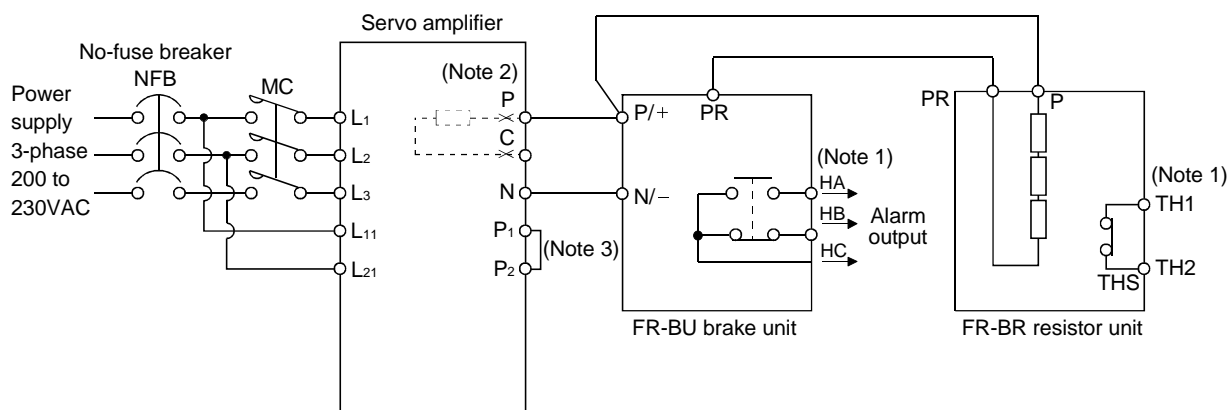 Servo amplifier
No-fuse breaker
NFB
MC
Power
supply
3-phase
200 to
230VAC
L1
L2
L3
L11
L21
(Note 2)
P
C
N
P1
P2
(Note 3)
P/+
PR
N/−
(Note 1)
HA
HB
HC
Alarm
output
FR-BU brake unit
PR
P
(Note 1)
TH1
TH2
THS
FR-BR resistor unit